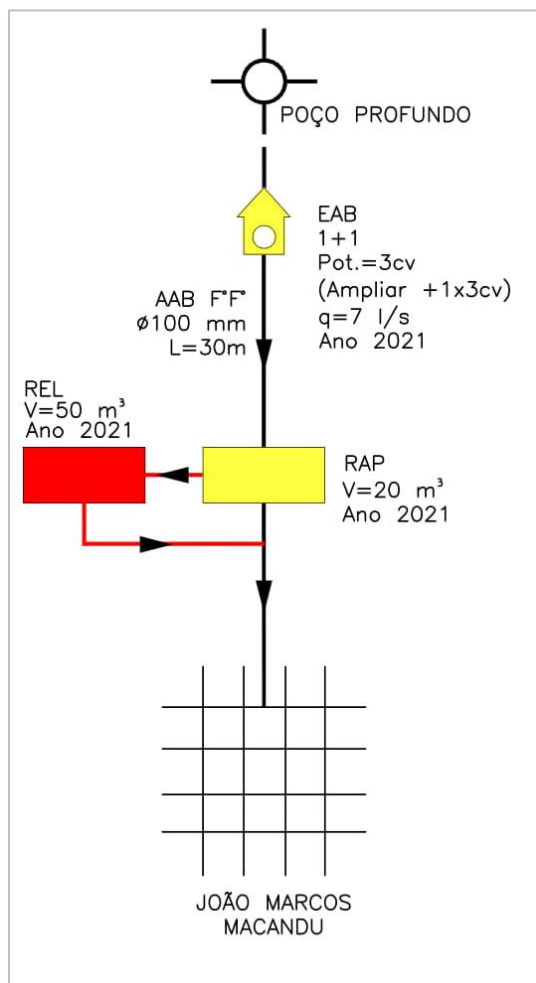 POÇO PROFUNDO
EAB
1+1
Pot.=3cv
(Ampliar +1x3cv)
q=7 l/s
Ano 2021
AAB F°F°
ø100 mm
L=30m
REL
V=50 m³
Ano 2021
RAP
V=20 m³
Ano 2021
JOÃO MARCOS
MACANDU